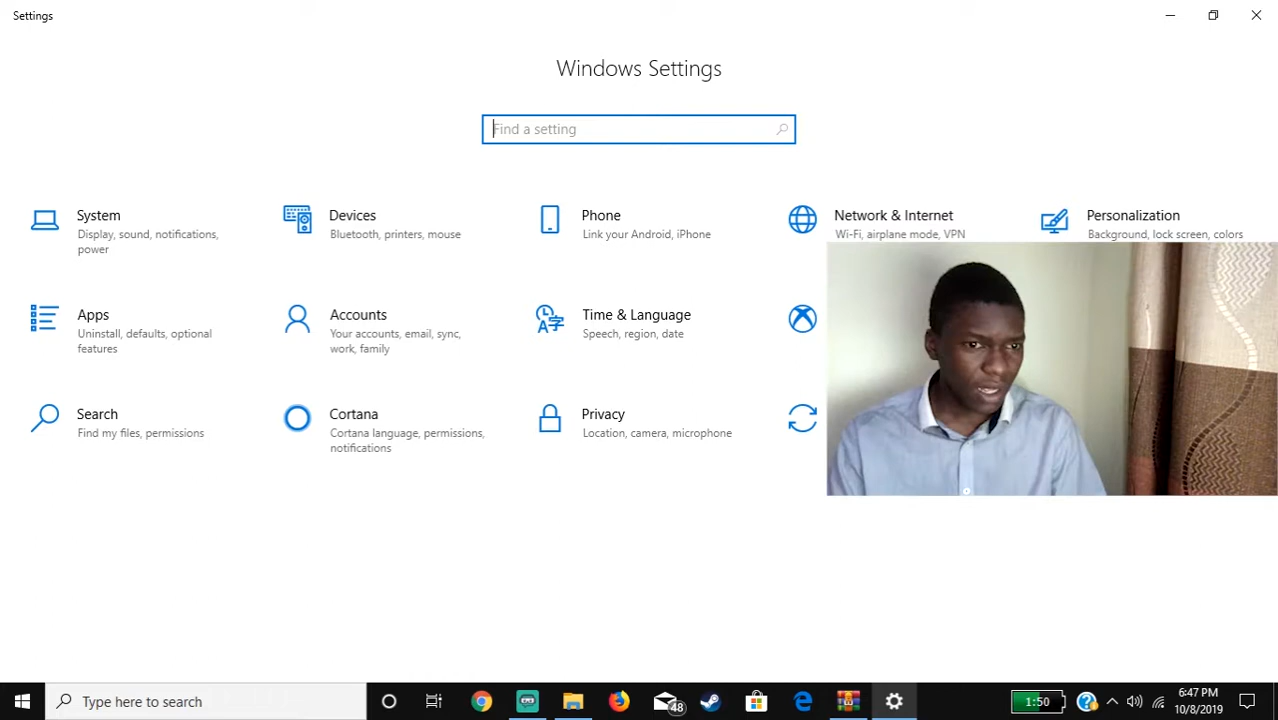 Settings
Windows Settings
Find a setting
System
Display, sound, notifications,
power
Devices
Bluetooth, printers, mouse
Phone
Link your Android, iPhone
Network & Internet
Wi-Fi, airplane mode, VPN
Personalization
Background, lock screen, colors
Apps
Uninstall, defaults, optional
features
Accounts
Your accounts, email, sync,
work, family
Time & Language
Speech, region, date
Search
Find my files, permissions
Cortana
Cortana language, permissions,
notifications
Privacy
Location, camera, microphone
Type here to search
48
1:50
6:47 PM
10/8/2019